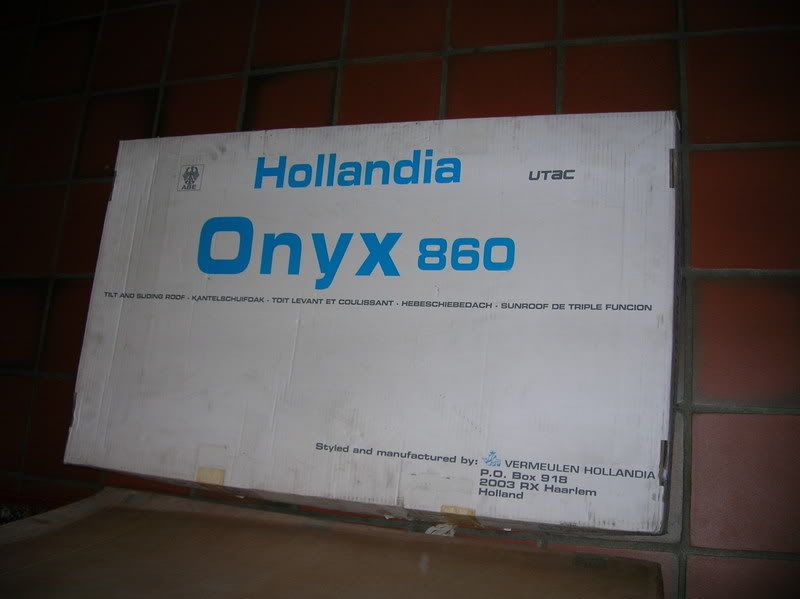 Hollandia
ABE
UTAC
Onyx 860
TILT AND SLIDING ROOF - KANTELSCHUIFDAK - TOIT LEVANT ET COULISSANT - HEBESCHIEBEDACH - SUNROOF DE TRIPLE FUNCION
Styled and manufactured by: VERMEULEN HOLLANDIA
P.O. Box 918
2003 RX Haarlem
Holland